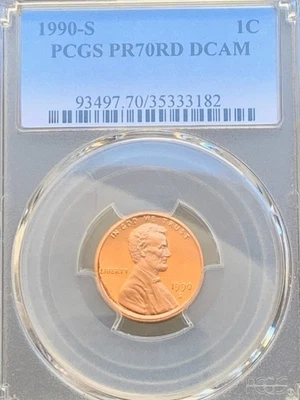 1990-S 1C
PCGS PR70RD DCAM
93497.70/35333182
IN GOD WE TRUST
LIBERTY 1990
S